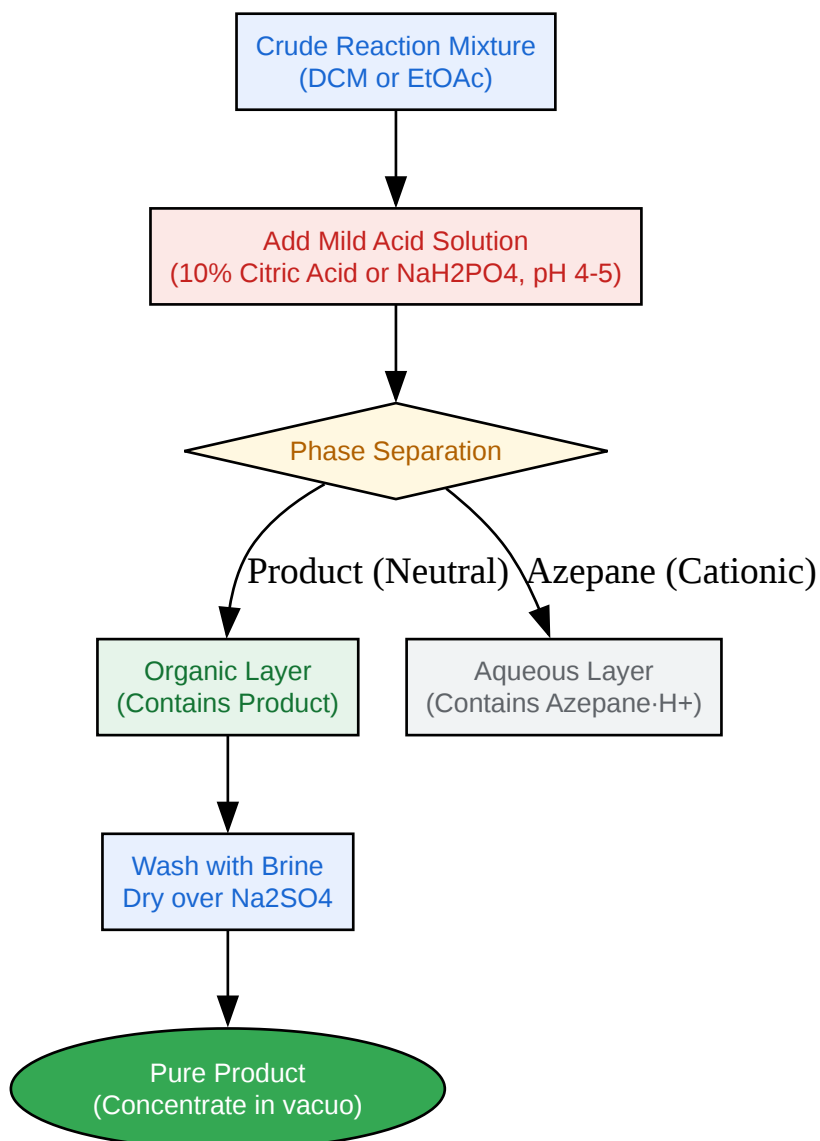 Crude Reaction Mixture
(DCM or EtOAc)
Add Mild Acid Solution
(10% Citric Acid or NaH2PO4, pH 4-5)
Phase Separation
Product (Neutral)
Azepane (Cationic)
Organic Layer
(Contains Product)
Aqueous Layer
(Contains Azepane·H+)
Wash with Brine
Dry over Na2SO4
Pure Product
(Concentrate in vacuo)